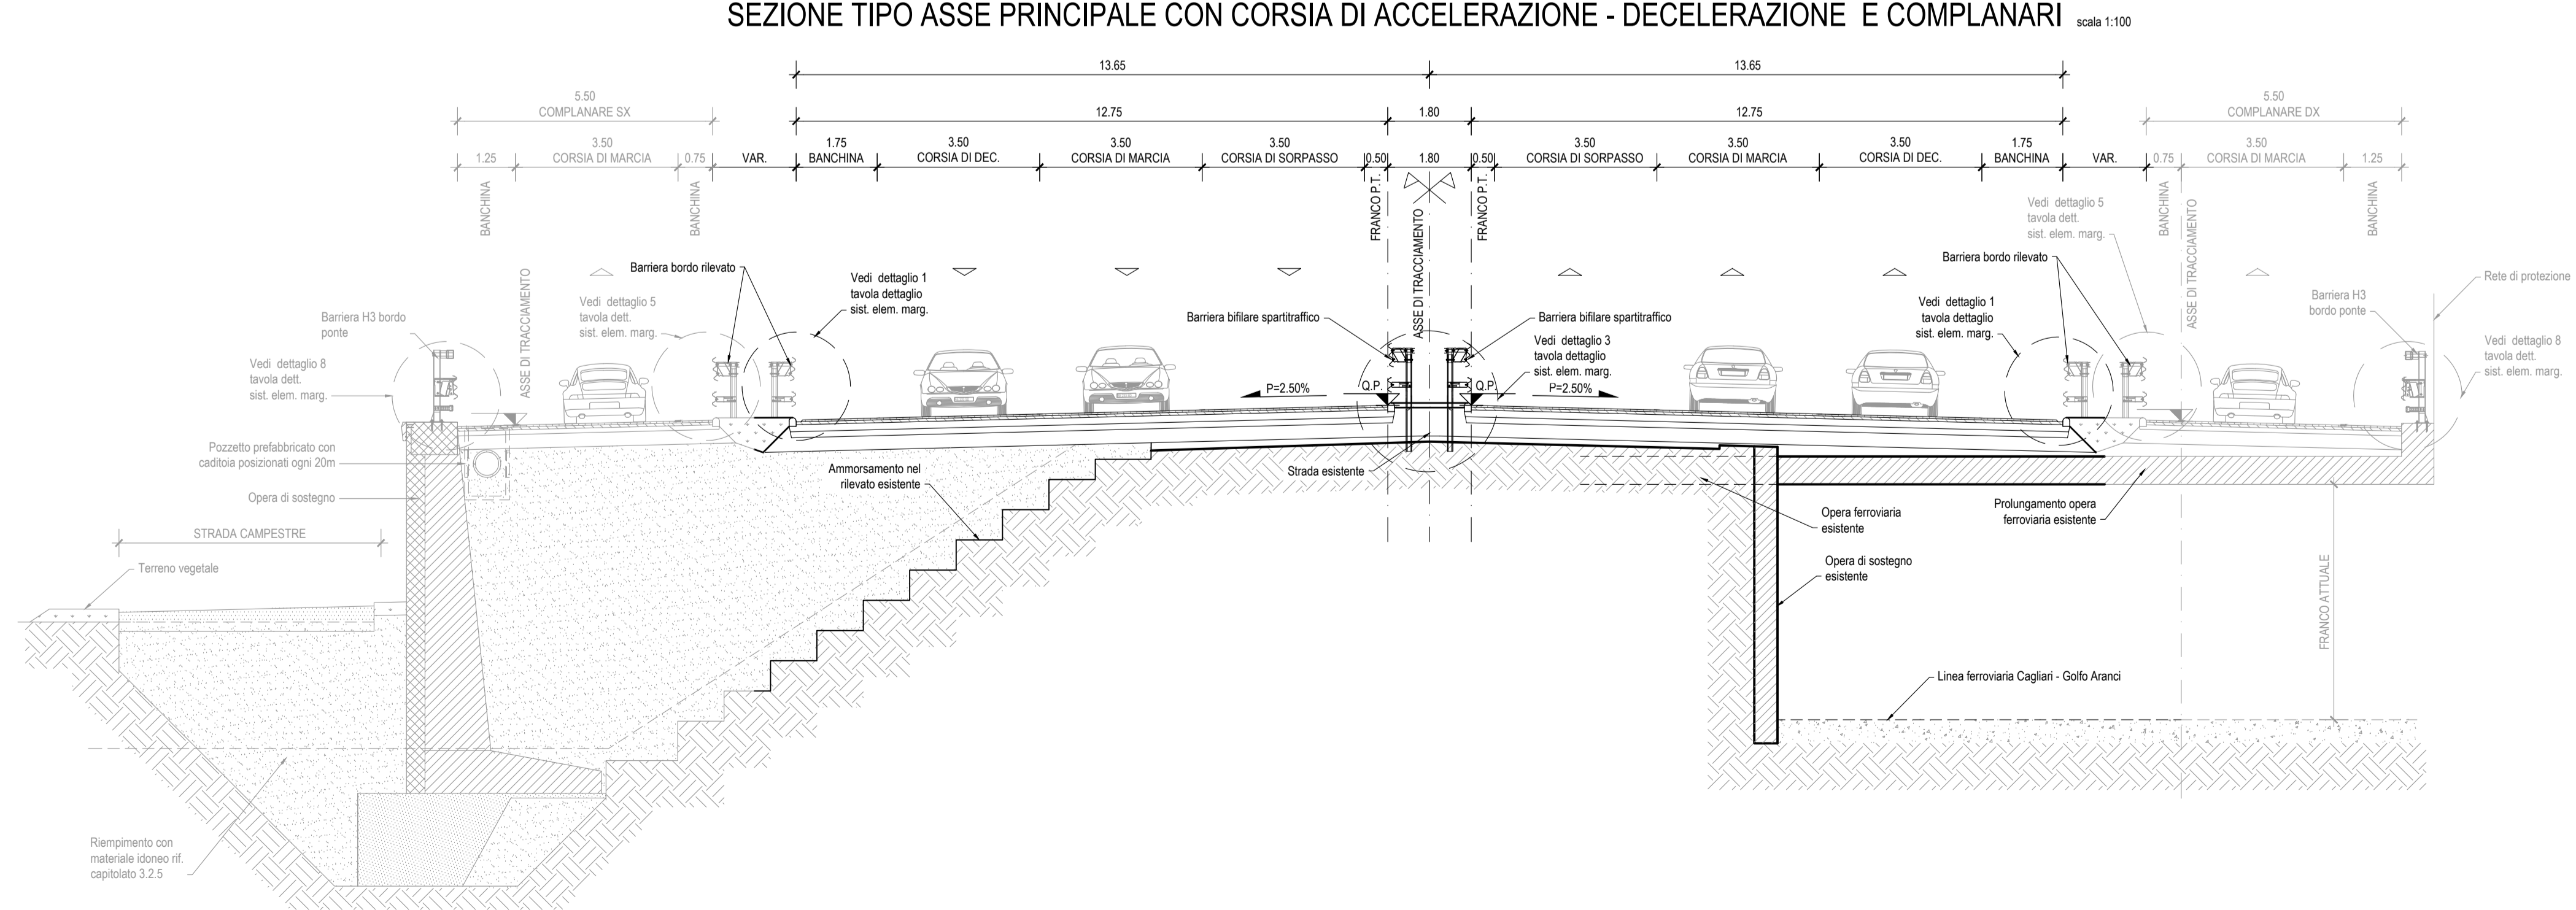 SEZIONE TIPO ASSE PRINCIPALE CON CORSIA DI ACCELERAZIONE - DECELERAZIONE E COMPLANARI scala 1:100
13.65 13.65
5.50 5.50
COMPLANARE SX 12.75 1.80 12.75 COMPLANARE DX
3.50 1.75 3.50 3.50 3.50 3.50 3.50 3.50 1.75 3.50
1.25 CORSIA DI MARCIA 0.75 VAR. BANCHINA CORSIA DI DEC. CORSIA DI MARCIA CORSIA DI SORPASSO 0.50 1.80 0.50 CORSIA DI SORPASSO CORSIA DI MARCIA CORSIA DI DEC. BANCHINA VAR. 0.75 CORSIA DI MARCIA 1.25
BANCHINA
BANCHINA
FRANCO P.T.
ASSE DI TRACCIAMENTO
FRANCO P.T.
BANCHINA
BANCHINA
ASSE DI TRACCIAMENTO
ASSE DI TRACCIAMENTO
Barriera bordo rilevato
Vedi dettaglio 1
tavola dettaglio
sist. elem. marg.
Vedi dettaglio 5
tavola dett.
sist. elem. marg.
Barriera H3 bordo
ponte
Vedi dettaglio 8
tavola dett.
sist. elem. marg.
Barriera bifilare spartitraffico
Barriera bifilare spartitraffico
Vedi dettaglio 3
tavola dettaglio
sist. elem. marg.
Vedi dettaglio 5
tavola dett.
sist. elem. marg.
Barriera bordo rilevato
Vedi dettaglio 1
tavola dettaglio
sist. elem. marg.
Rete di protezione
Barriera H3
bordo ponte
Vedi dettaglio 8
tavola dett.
sist. elem. marg.
P=2.50%
Q.P.
Q.P.
P=2.50%
Pozzetto prefabbricato con
caditoia posizionati ogni 20m
Opera di sostegno
Ammorsamento nel
rilevato esistente
Strada esistente
Opera ferroviaria
esistente
Prolungamento opera
ferroviaria esistente
STRADA CAMPESTRE
Terreno vegetale
Opera di sostegno
esistente
FRANCO ATTUALE
Linea ferroviaria Cagliari - Golfo Aranci
Riempimento con
materiale idoneo rif.
capitolato 3.2.5